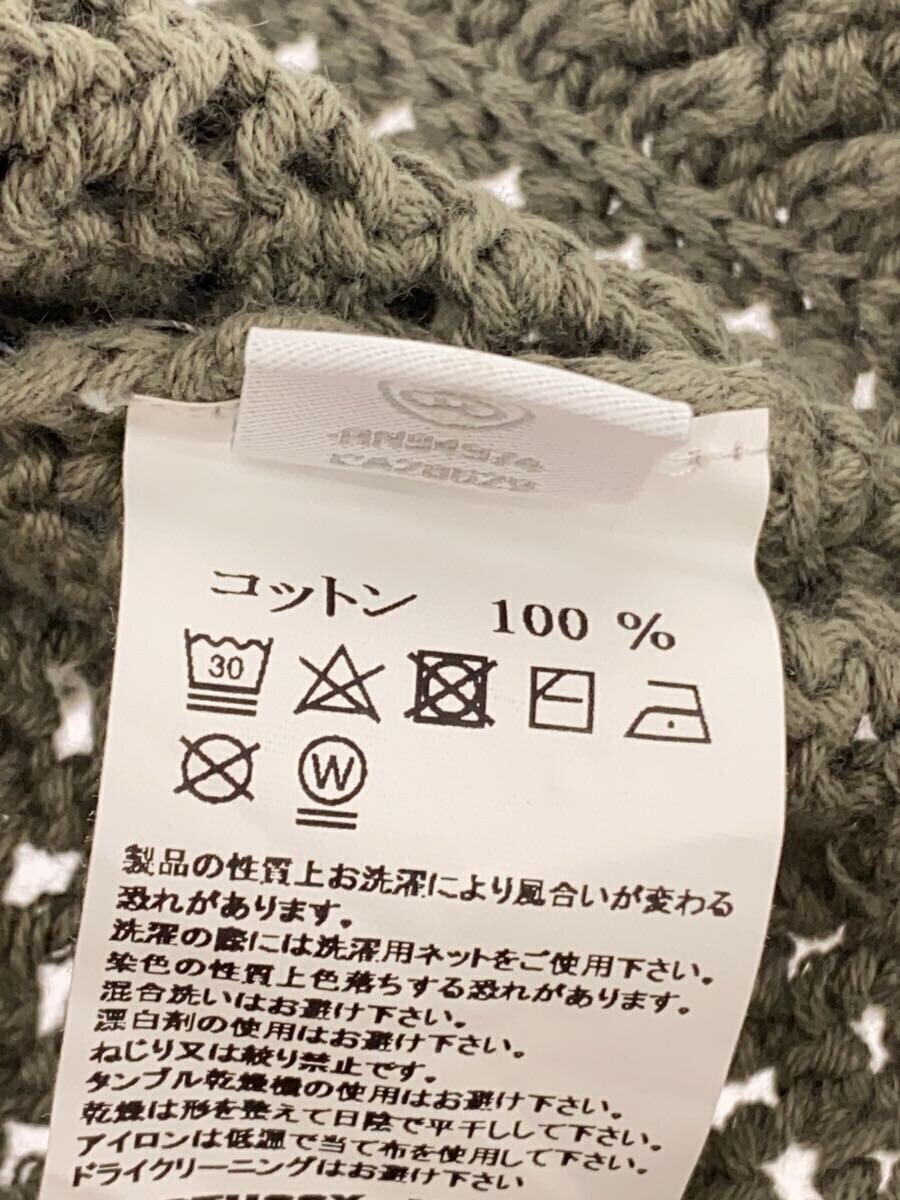 コットン 100 %
30
W
製品の性質上お洗濯により風合いが変わる
恐れがあります。
洗濯の際には洗濯用ネットをご使用下さい。
染色の性質上色落ちする恐れがあります。
混合洗いはお避け下さい。
漂白剤の使用はお避け下さい。
ねじり又は絞り禁止です。
タンブル乾燥機の使用はお避け下さい。
乾燥は形を整えて日陰で平干しして下さい。
アイロンは低温で当て布を使用して下さい。
ドライクリーニングはお避け下さい